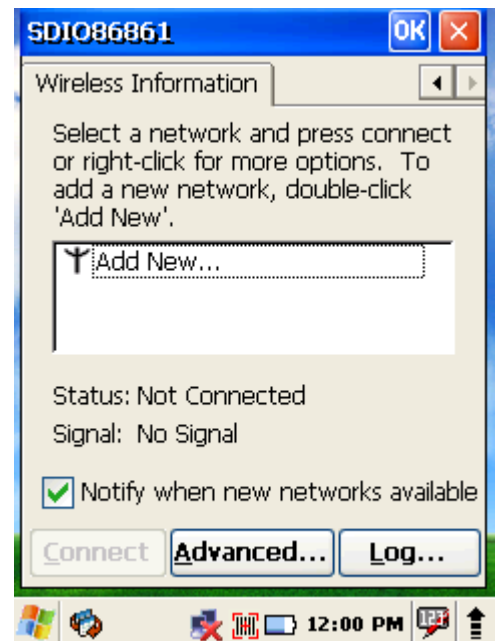 SDIO86861 OK
Wireless Information
Select a network and press connect
or right-click for more options. To
add a new network, double-click
'Add New'.
Add New...
Status: Not Connected
Signal: No Signal
Notify when new networks available
Connect Advanced... Log...
12:00 PM 123